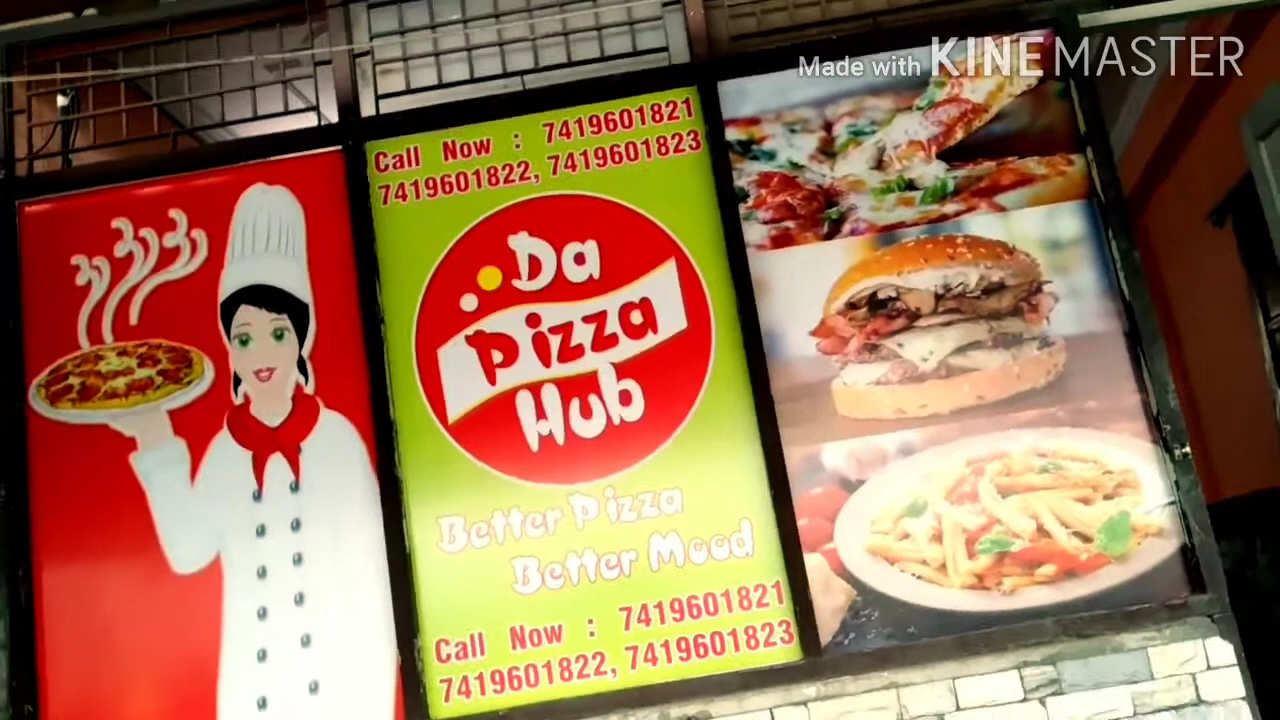 Made with KINEMASTER
Call Now : 7419601821
7419601822, 7419601823
Da
Pizza
Hub
Better Pizza
Better Mood
Call Now : 7419601821
7419601822, 7419601823